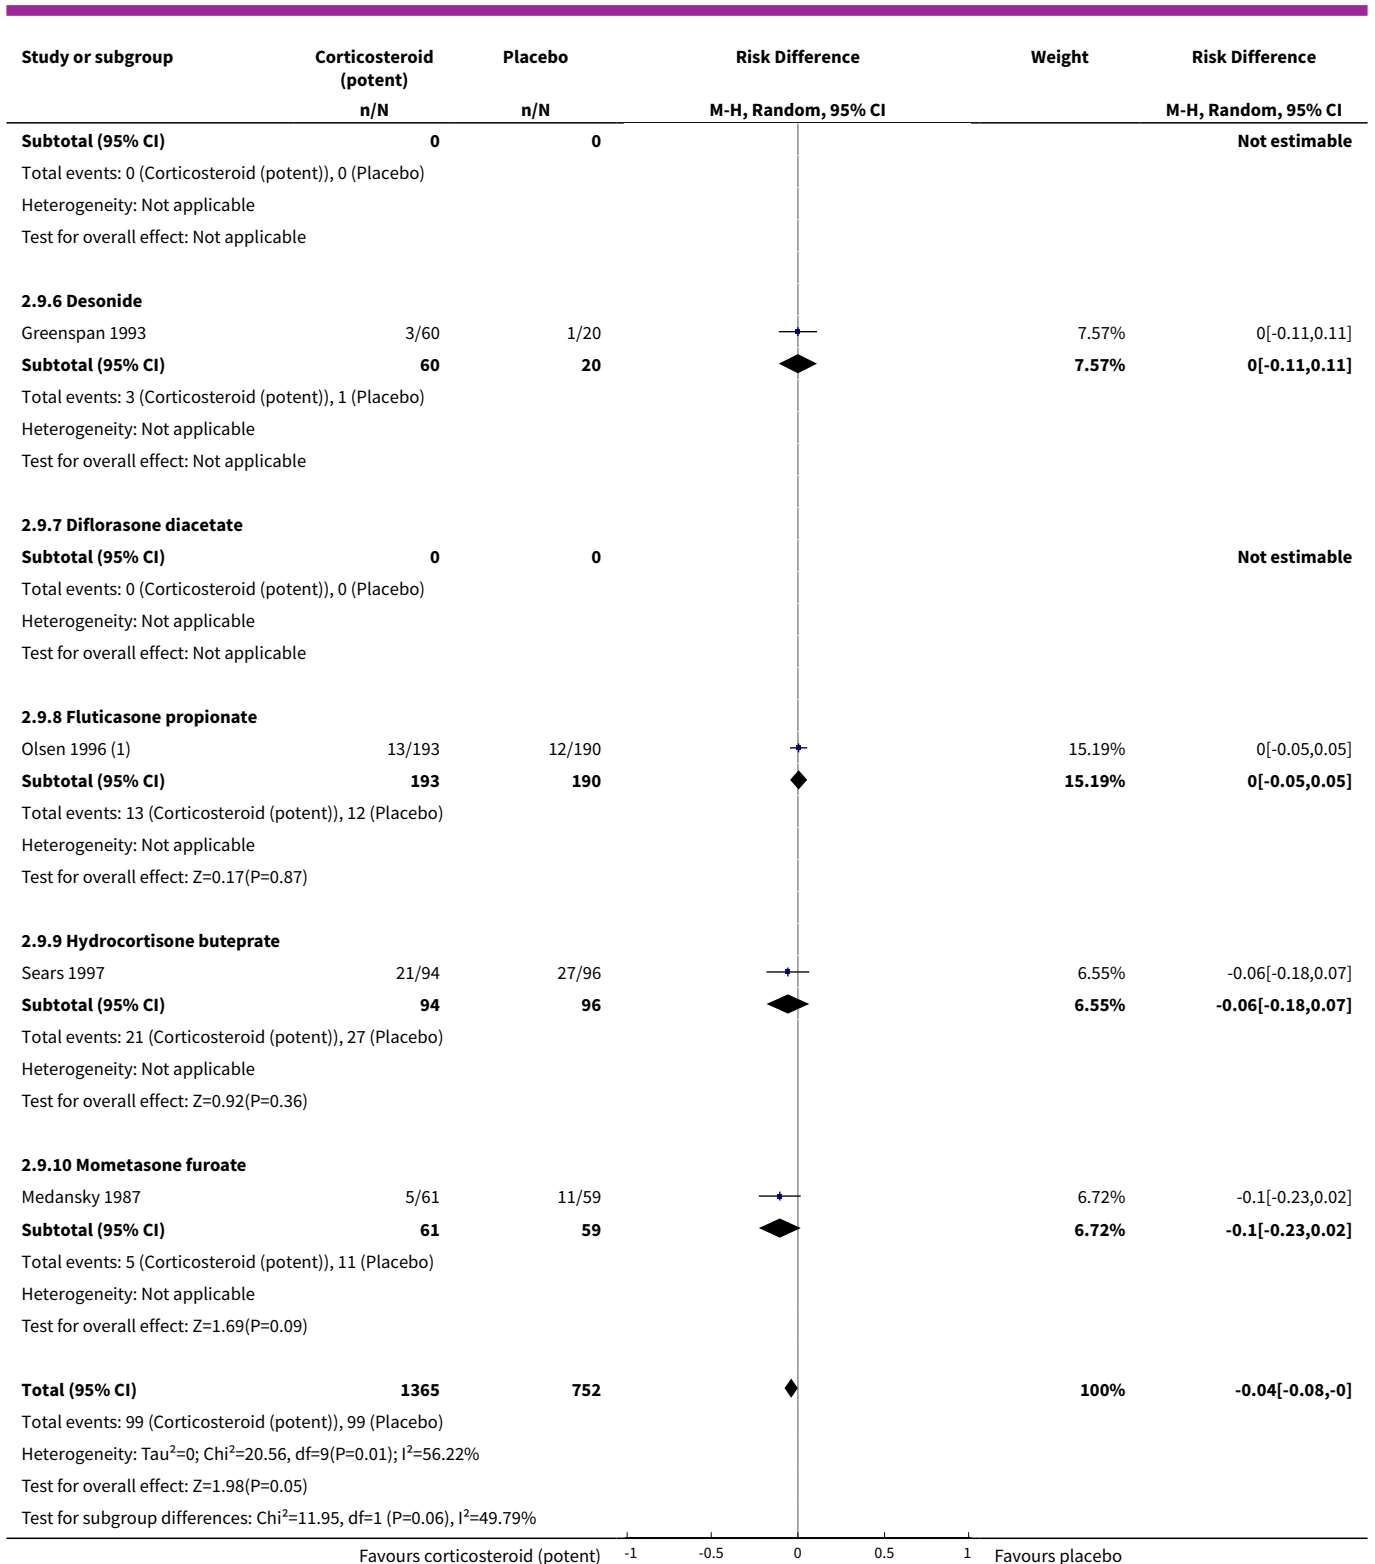 Study or subgroup Corticosteroid (potent) Placebo Risk Difference Weight Risk Difference
n/N n/N M-H, Random, 95% CI M-H, Random, 95% CI
Subtotal (95% CI) 0 0 Not estimable
Total events: 0 (Corticosteroid (potent)), 0 (Placebo)
Heterogeneity: Not applicable
Test for overall effect: Not applicable
2.9.6 Desonide
Greenspan 1993 3/60 1/20 7.57% 0[-0.11,0.11]
Subtotal (95% CI) 60 20 7.57% 0[-0.11,0.11]
Total events: 3 (Corticosteroid (potent)), 1 (Placebo)
Heterogeneity: Not applicable
Test for overall effect: Not applicable
2.9.7 Diflorasone diacetate
Subtotal (95% CI) 0 0 Not estimable
Total events: 0 (Corticosteroid (potent)), 0 (Placebo)
Heterogeneity: Not applicable
Test for overall effect: Not applicable
2.9.8 Fluticasone propionate
Olsen 1996 (1) 13/193 12/190 15.19% 0[-0.05,0.05]
Subtotal (95% CI) 193 190 15.19% 0[-0.05,0.05]
Total events: 13 (Corticosteroid (potent)), 12 (Placebo)
Heterogeneity: Not applicable
Test for overall effect: Z=0.17(P=0.87)
2.9.9 Hydrocortisone buteprate
Sears 1997 21/94 27/96 6.55% -0.06[-0.18,0.07]
Subtotal (95% CI) 94 96 6.55% -0.06[-0.18,0.07]
Total events: 21 (Corticosteroid (potent)), 27 (Placebo)
Heterogeneity: Not applicable
Test for overall effect: Z=0.92(P=0.36)
2.9.10 Mometasone furoate
Medansky 1987 5/61 11/59 6.72% -0.1[-0.23,0.02]
Subtotal (95% CI) 61 59 6.72% -0.1[-0.23,0.02]
Total events: 5 (Corticosteroid (potent)), 11 (Placebo)
Heterogeneity: Not applicable
Test for overall effect: Z=1.69(P=0.09)
Total (95% CI) 1365 752 100% -0.04[-0.08,-0]
Total events: 99 (Corticosteroid (potent)), 99 (Placebo)
Heterogeneity: Tau²=0; Chi²=20.56, df=9(P=0.01); I²=56.22%
Test for overall effect: Z=1.98(P=0.05)
Test for subgroup differences: Chi²=11.95, df=1 (P=0.06), I²=49.79%
Favours corticosteroid (potent) -1 -0.5 0 0.5 1 Favours placebo